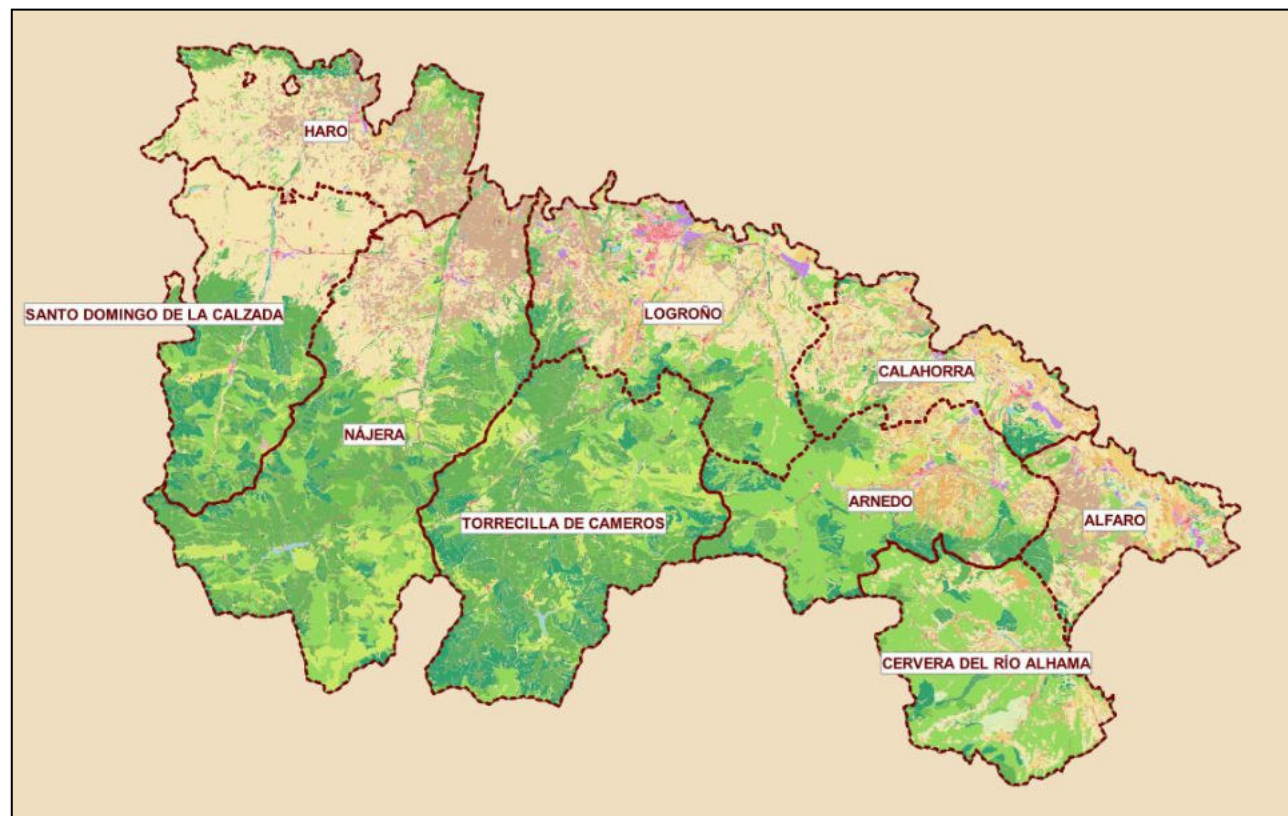 HARO
SANTO DOMINGO DE LA CALZADA
LOGROÑO
CALAHORRA
NÁJERA
ARNEDO
TORRECILLA DE CAMEROS
ALFARO
CERVERA DEL RÍO ALHAMA